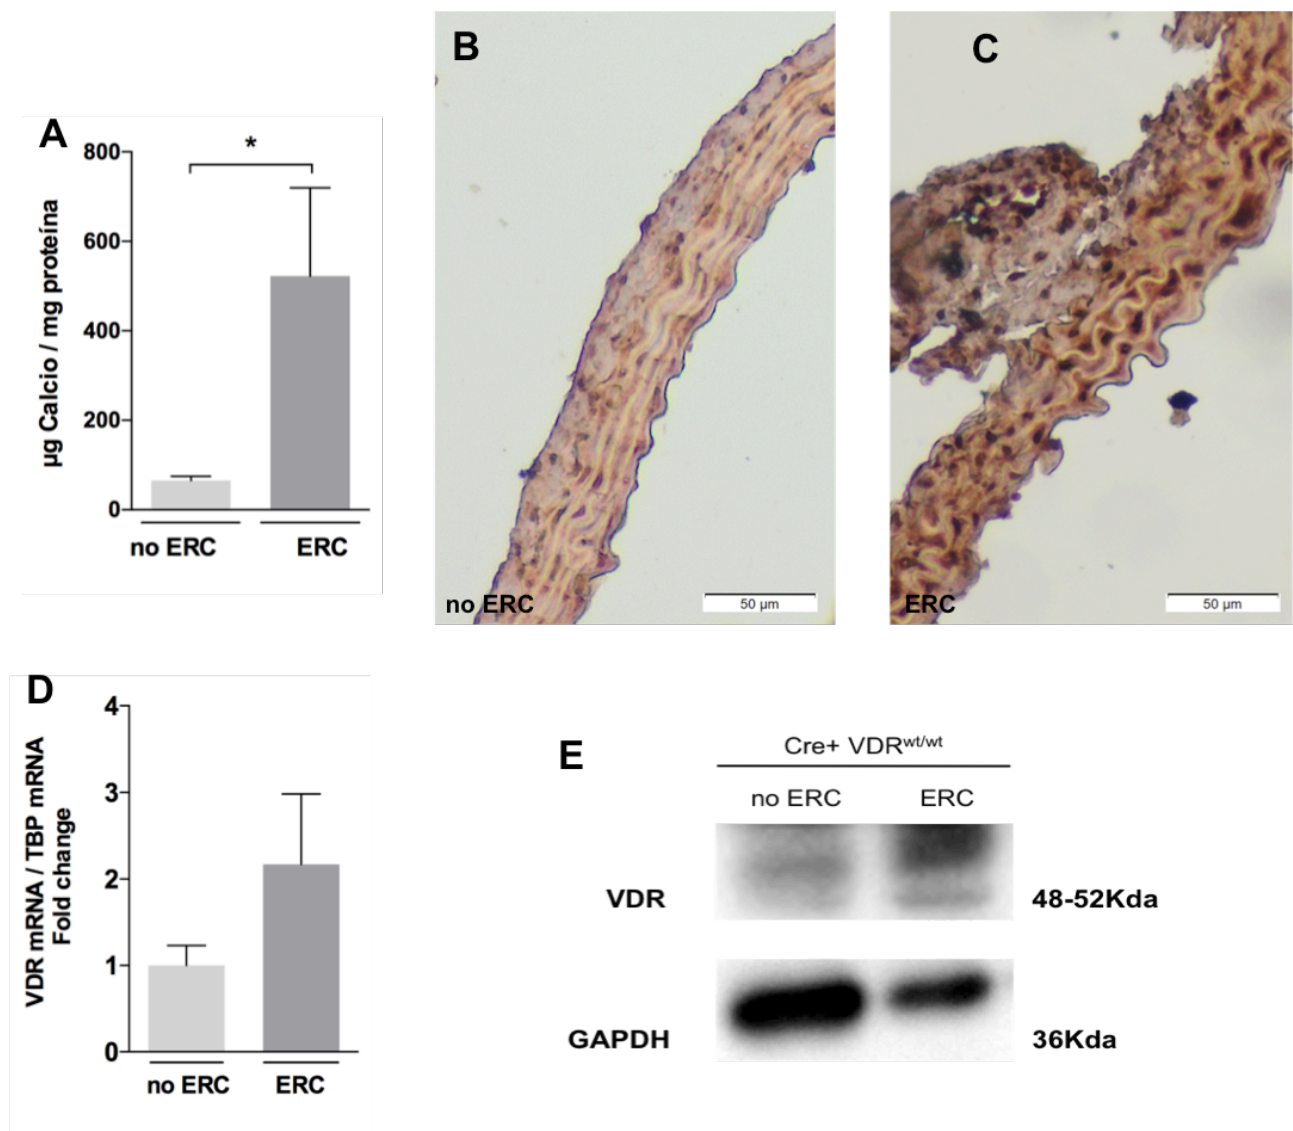 A
µg Calcio / mg proteína
800
600
400
200
0
*
no ERC
ERC
B
no ERC
50 µm
C
ERC
50 µm
D
VDR mRNA / TBP mRNA
Fold change
4
3
2
1
0
no ERC
ERC
E
Cre+ VDRwt/wt
no ERC
ERC
VDR
48-52Kda
GAPDH
36Kda